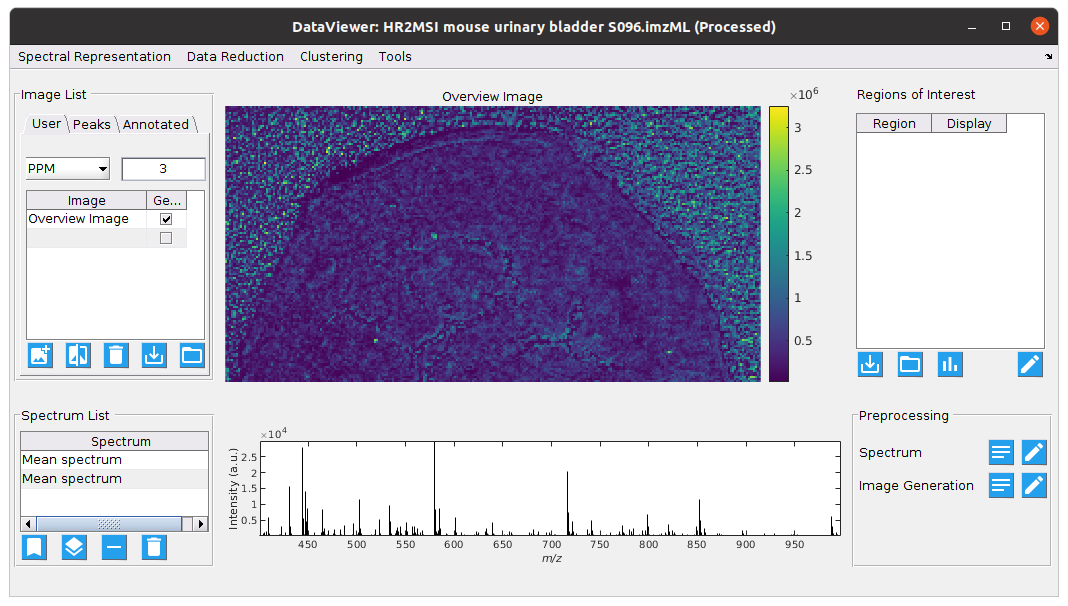 DataViewer: HR2MSI mouse urinary bladder S096.imzML (Processed)
Spectral Representation Data Reduction Clustering Tools
Image List
User Peaks Annotated
PPM 3
Image Ge...
Overview Image
Overview Image
×10^6
3
2.5
2
1.5
1
0.5
Regions of Interest
Region Display
Spectrum List
Spectrum
Mean spectrum
Mean spectrum
×10^4
2.5
2
1.5
1
0.5
Intensity (a.u.)
450 500 550 600 650 700 750 800 850 900 950
m/z
Preprocessing
Spectrum
Image Generation